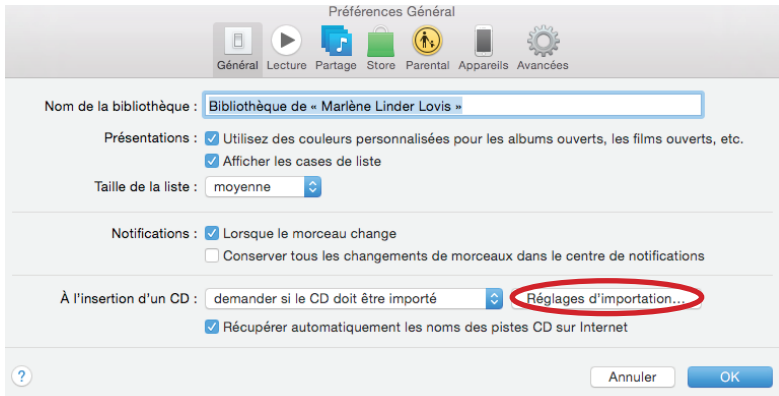 Préférences Général
Général Lecture Partage Store Parental Appareils Avancées
Nom de la bibliothèque : Bibliothèque de « Marlène Linder Lovis »
Présentations : Utilisez des couleurs personnalisées pour les albums ouverts, les films ouverts, etc.
Afficher les cases de liste
Taille de la liste : moyenne
Notifications : Lorsque le morceau change
Conserver tous les changements de morceaux dans le centre de notifications
À l’insertion d’un CD : demander si le CD doit être importé Réglages d’importation...
Récupérer automatiquement les noms des pistes CD sur Internet
? Annuler OK